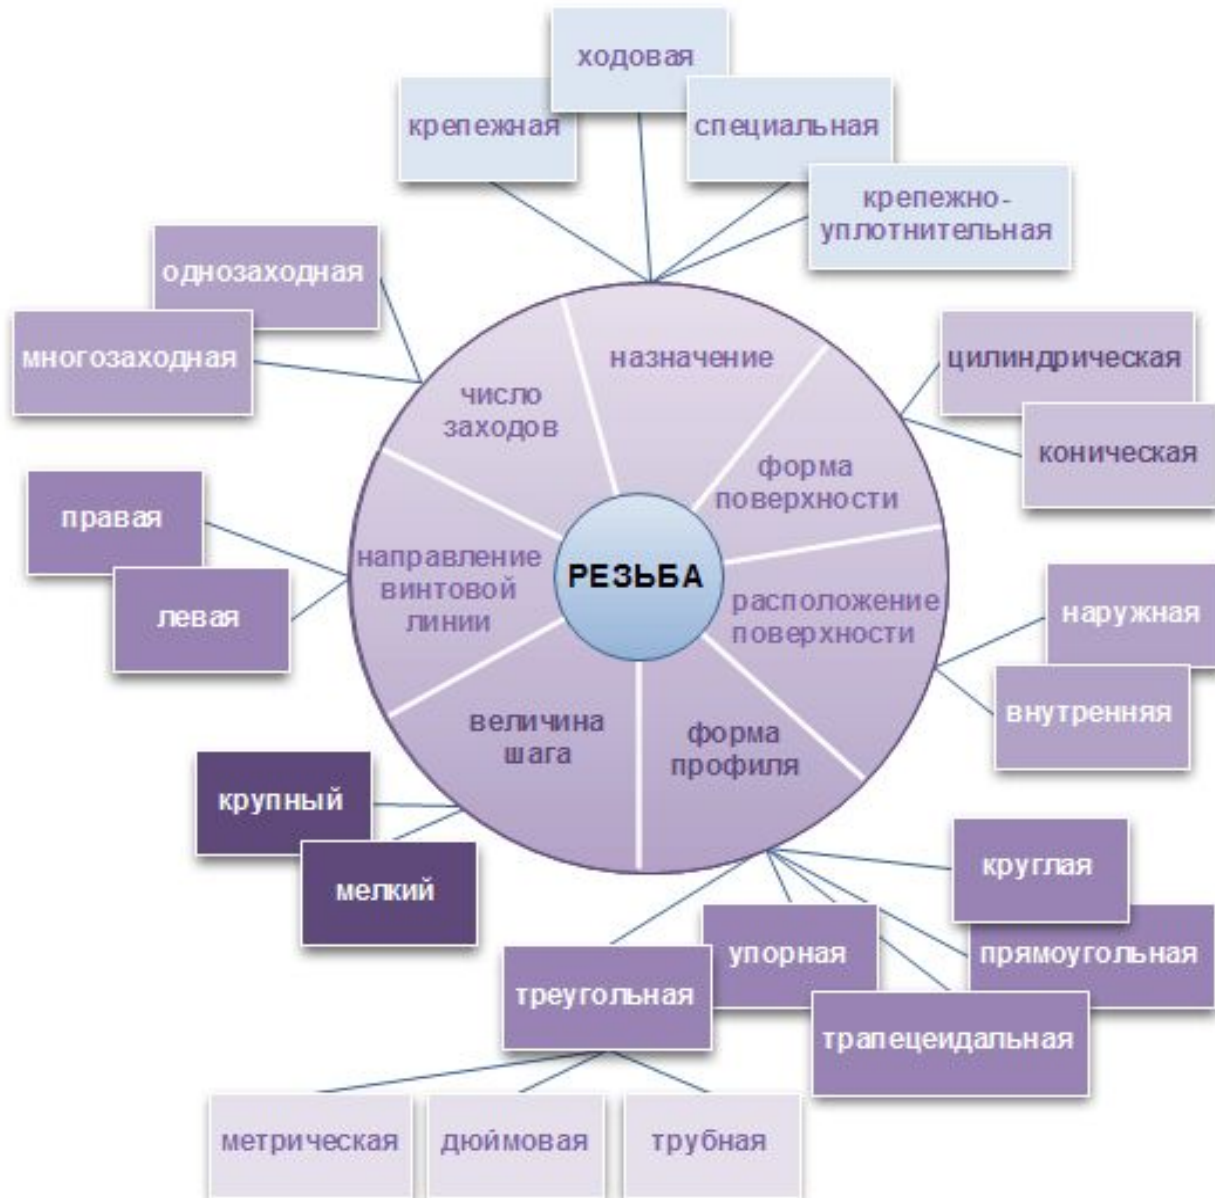 ходовая
крепежная
специальная
крепежно-
уплотнительная
однозаходная
многозаходная
цилиндрическая
коническая
назначение
число
заходов
форма
поверхности
правая
левая
направление
винтовой
линии
РЕЗЬБА
расположение
поверхности
наружная
внутренняя
величина
шага
форма
профиля
крупный
мелкий
круглая
прямоугольная
упорная
треугольная
трапецеидальная
метрическая
дюймовая
трубная